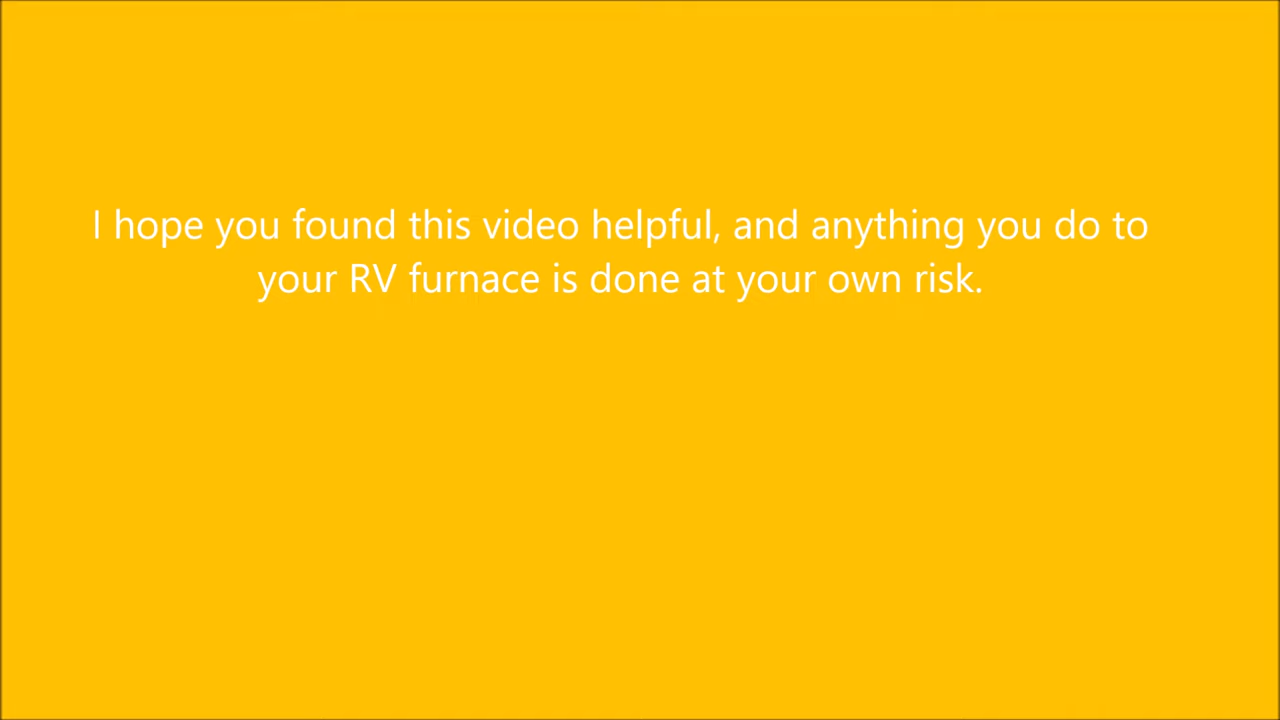 I hope you found this video helpful, and anything you do to
your RV furnace is done at your own risk.